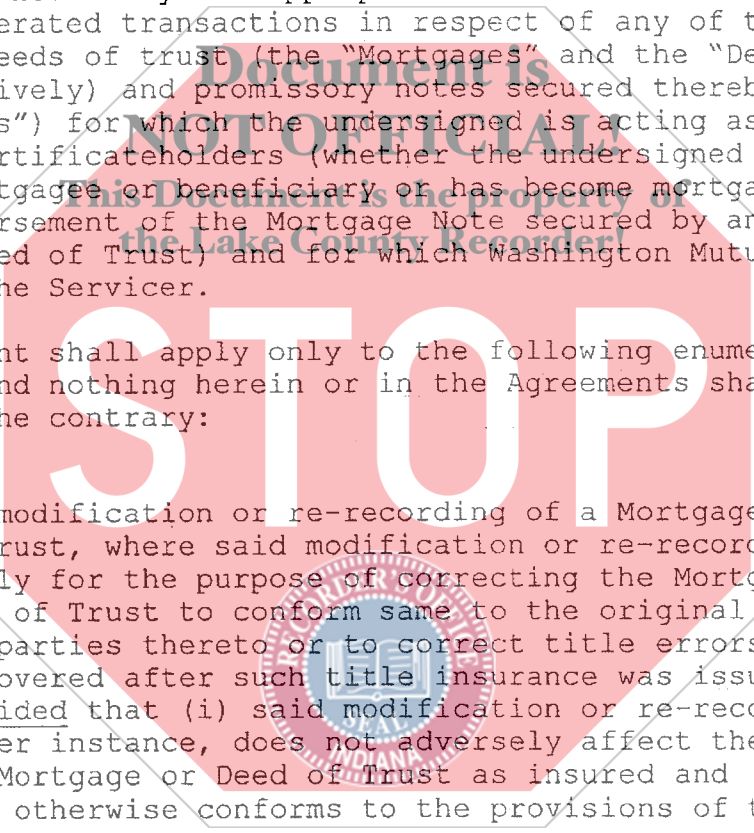 erated transactions in respect of any of t
eeds of trust (the "Mortgages" and the "De
ively) and promissory notes secured thereb
s") for which the undersigned is acting as
rtificateholders (whether the undersigned
tgagee or beneficiary or has become mortga
rsement of the Mortgage Note secured by an
ed of Trust) and for which Washington Mutu
he Servicer.
Document is
NOT OFFICIAL!
This Document is the property of
the Lake County Recorder!
STOP
nt shall apply only to the following enume
nd nothing herein or in the Agreements sha
he contrary:
modification or re-recording of a Mortgage
rust, where said modification or re-recor
ly for the purpose of correcting the Mortg
of Trust to conform same to the original
parties thereto or to correct title errors
overed after such title insurance was issu
ided that (i) said modification or re-reco
er instance, does not adversely affect the
Mortgage or Deed of Trust as insured and
otherwise conforms to the provisions of t
RECORDER'S OFFICE
SEAL
INDIANA